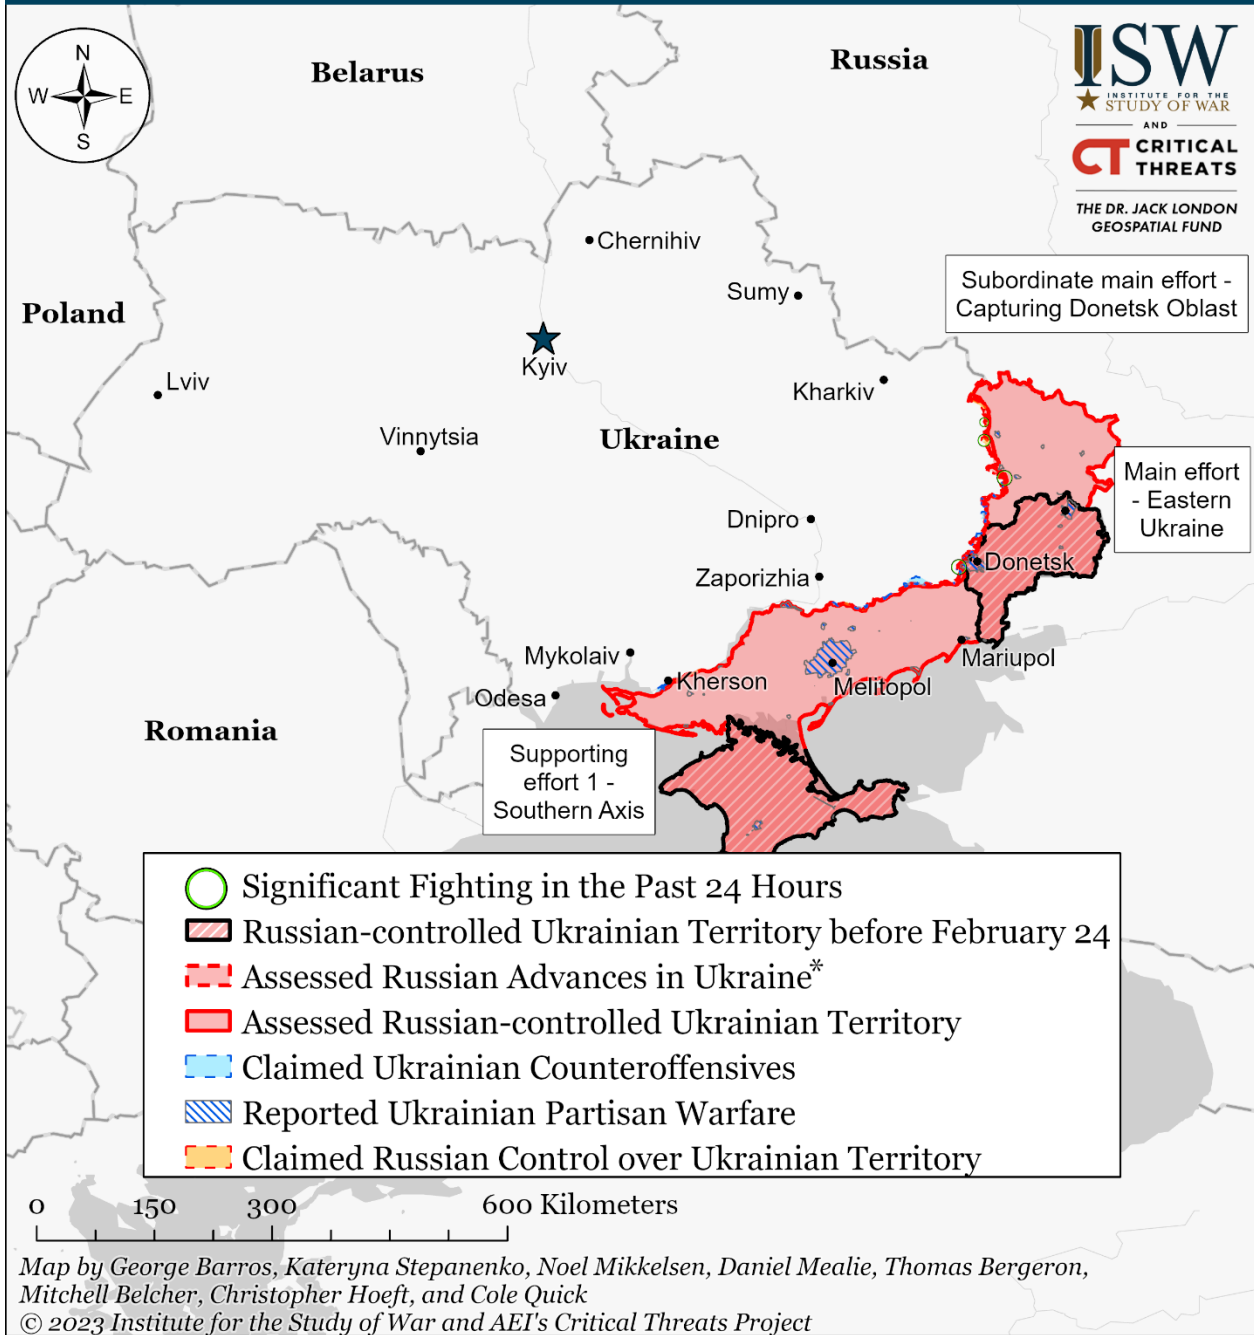 N
W
E
S
Belarus
Russia
ISW
INSTITUTE FOR THE
STUDY OF WAR
AND
CT CRITICAL
THREATS
THE DR. JACK LONDON
GEOSPATIAL FUND
Chernihiv
Sumy
Subordinate main effort -
Capturing Donetsk Oblast
Poland
Kyiv
Lviv
Kharkiv
Vinnytsia
Ukraine
Main effort
- Eastern
Ukraine
Dnipro
Donetsk
Zaporizhia
Mykolaiv
Mariupol
Kherson
Melitopol
Odesa
Romania
Supporting
effort 1 -
Southern Axis
Significant Fighting in the Past 24 Hours
Russian-controlled Ukrainian Territory before February 24
Assessed Russian Advances in Ukraine*
Assessed Russian-controlled Ukrainian Territory
Claimed Ukrainian Counteroffensives
Reported Ukrainian Partisan Warfare
Claimed Russian Control over Ukrainian Territory
0 150 300 600 Kilometers
Map by George Barros, Kateryna Stepanenko, Noel Mikkelsen, Daniel Mealie, Thomas Bergeron,
Mitchell Belcher, Christopher Hoeft, and Cole Quick
© 2023 Institute for the Study of War and AEI's Critical Threats Project